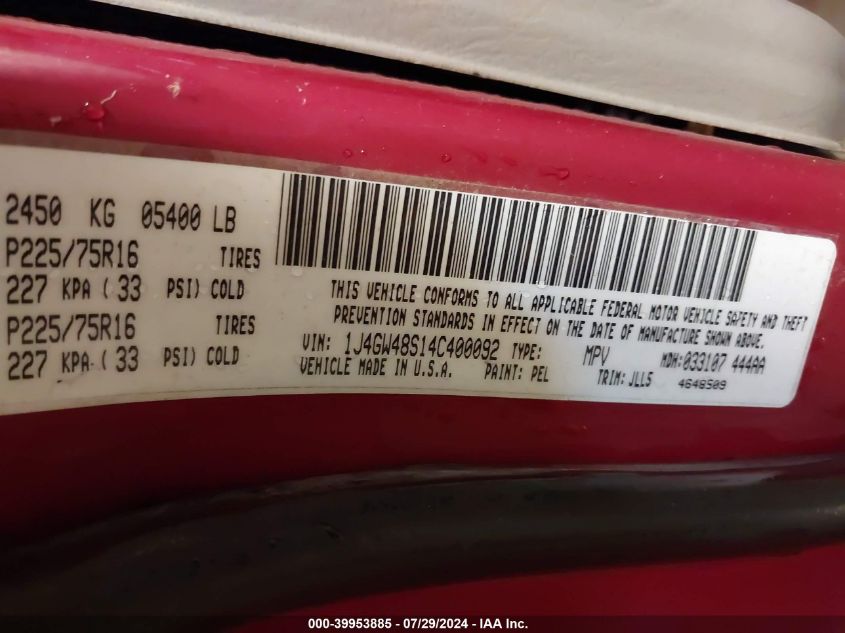 2450 KG 05400 LB
P225/75R16 TIRES
227 KPA ( 33 PSI) COLD
P225/75R16 TIRES
227 KPA ( 33 PSI) COLD
THIS VEHICLE CONFORMS TO ALL APPLICABLE FEDERAL MOTOR VEHICLE SAFETY AND THEFT
PREVENTION STANDARDS IN EFFECT ON THE DATE OF MANUFACTURE SHOWN ABOVE.
VIN: 1J4GW48S14C400092 TYPE: MPV MDH: 033107 444AA
VEHICLE MADE IN U.S.A. PAINT: PEL TRIM: JLL5 4648509
000-39953885 - 07/29/2024 - IAA Inc.